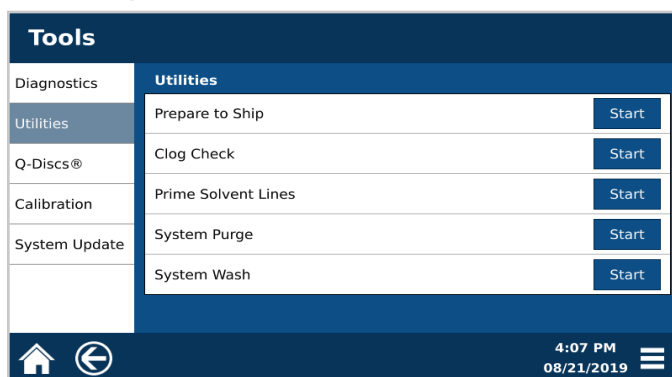 Tools
Diagnostics
Utilities
Q-Discs®
Calibration
System Update
Utilities
Prepare to Ship Start
Clog Check Start
Prime Solvent Lines Start
System Purge Start
System Wash Start
4:07 PM
08/21/2019